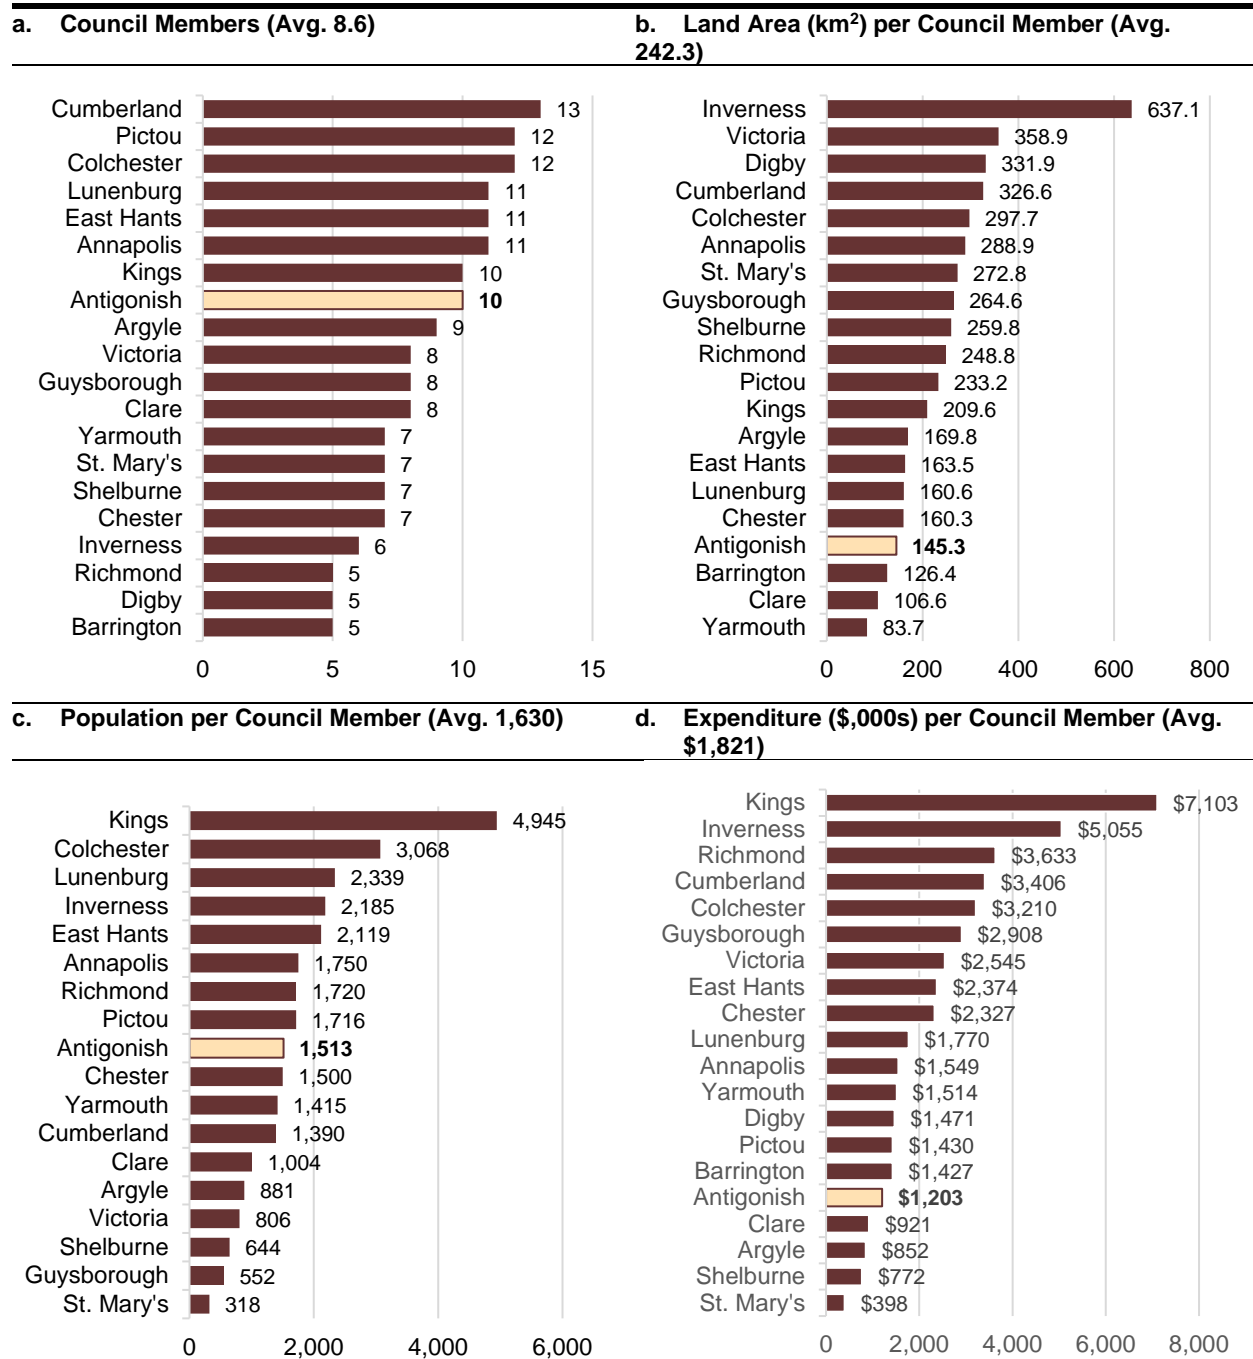 a. Council Members (Avg. 8.6)
Cumberland 13
Pictou 12
Colchester 12
Lunenburg 11
East Hants 11
Annapolis 11
Kings 10
Antigonish 10
Argyle 9
Victoria 8
Guysborough 8
Clare 8
Yarmouth 7
St. Mary's 7
Shelburne 7
Chester 7
Inverness 6
Richmond 5
Digby 5
Barrington 5
0 5 10 15
b. Land Area (km²) per Council Member (Avg.
242.3)
Inverness 637.1
Victoria 358.9
Digby 331.9
Cumberland 326.6
Colchester 297.7
Annapolis 288.9
St. Mary's 272.8
Guysborough 264.6
Shelburne 259.8
Richmond 248.8
Pictou 233.2
Kings 209.6
Argyle 169.8
East Hants 163.5
Lunenburg 160.6
Chester 160.3
Antigonish 145.3
Barrington 126.4
Clare 106.6
Yarmouth 83.7
0 200 400 600 800
c. Population per Council Member (Avg. 1,630)
Kings 4,945
Colchester 3,068
Lunenburg 2,339
Inverness 2,185
East Hants 2,119
Annapolis 1,750
Richmond 1,720
Pictou 1,716
Antigonish 1,513
Chester 1,500
Yarmouth 1,415
Cumberland 1,390
Clare 1,004
Argyle 881
Victoria 806
Shelburne 644
Guysborough 552
St. Mary's 318
0 2,000 4,000 6,000
d. Expenditure ($,000s) per Council Member (Avg.
$1,821)
Kings $7,103
Inverness $5,055
Richmond $3,633
Cumberland $3,406
Colchester $3,210
Guysborough $2,908
Victoria $2,545
East Hants $2,374
Chester $2,327
Lunenburg $1,770
Annapolis $1,549
Yarmouth $1,514
Digby $1,471
Pictou $1,430
Barrington $1,427
Antigonish $1,203
Clare $921
Argyle $852
Shelburne $772
St. Mary's $398
0 2,000 4,000 6,000 8,000